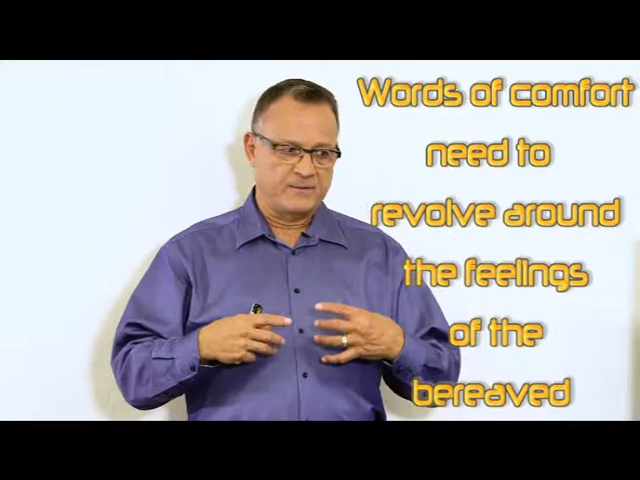 Words of comfort
need to
revolve around
the feelings
of the
bereaved